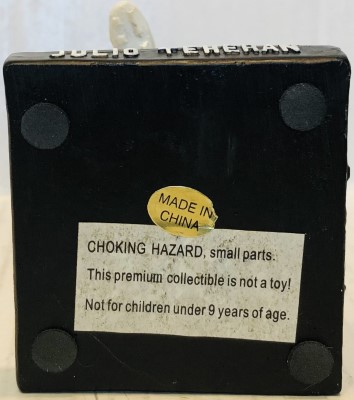 JULIO TEHERAN
MADE IN
CHINA
CHOKING HAZARD, small parts.
This premium collectible is not a toy!
Not for children under 9 years of age.